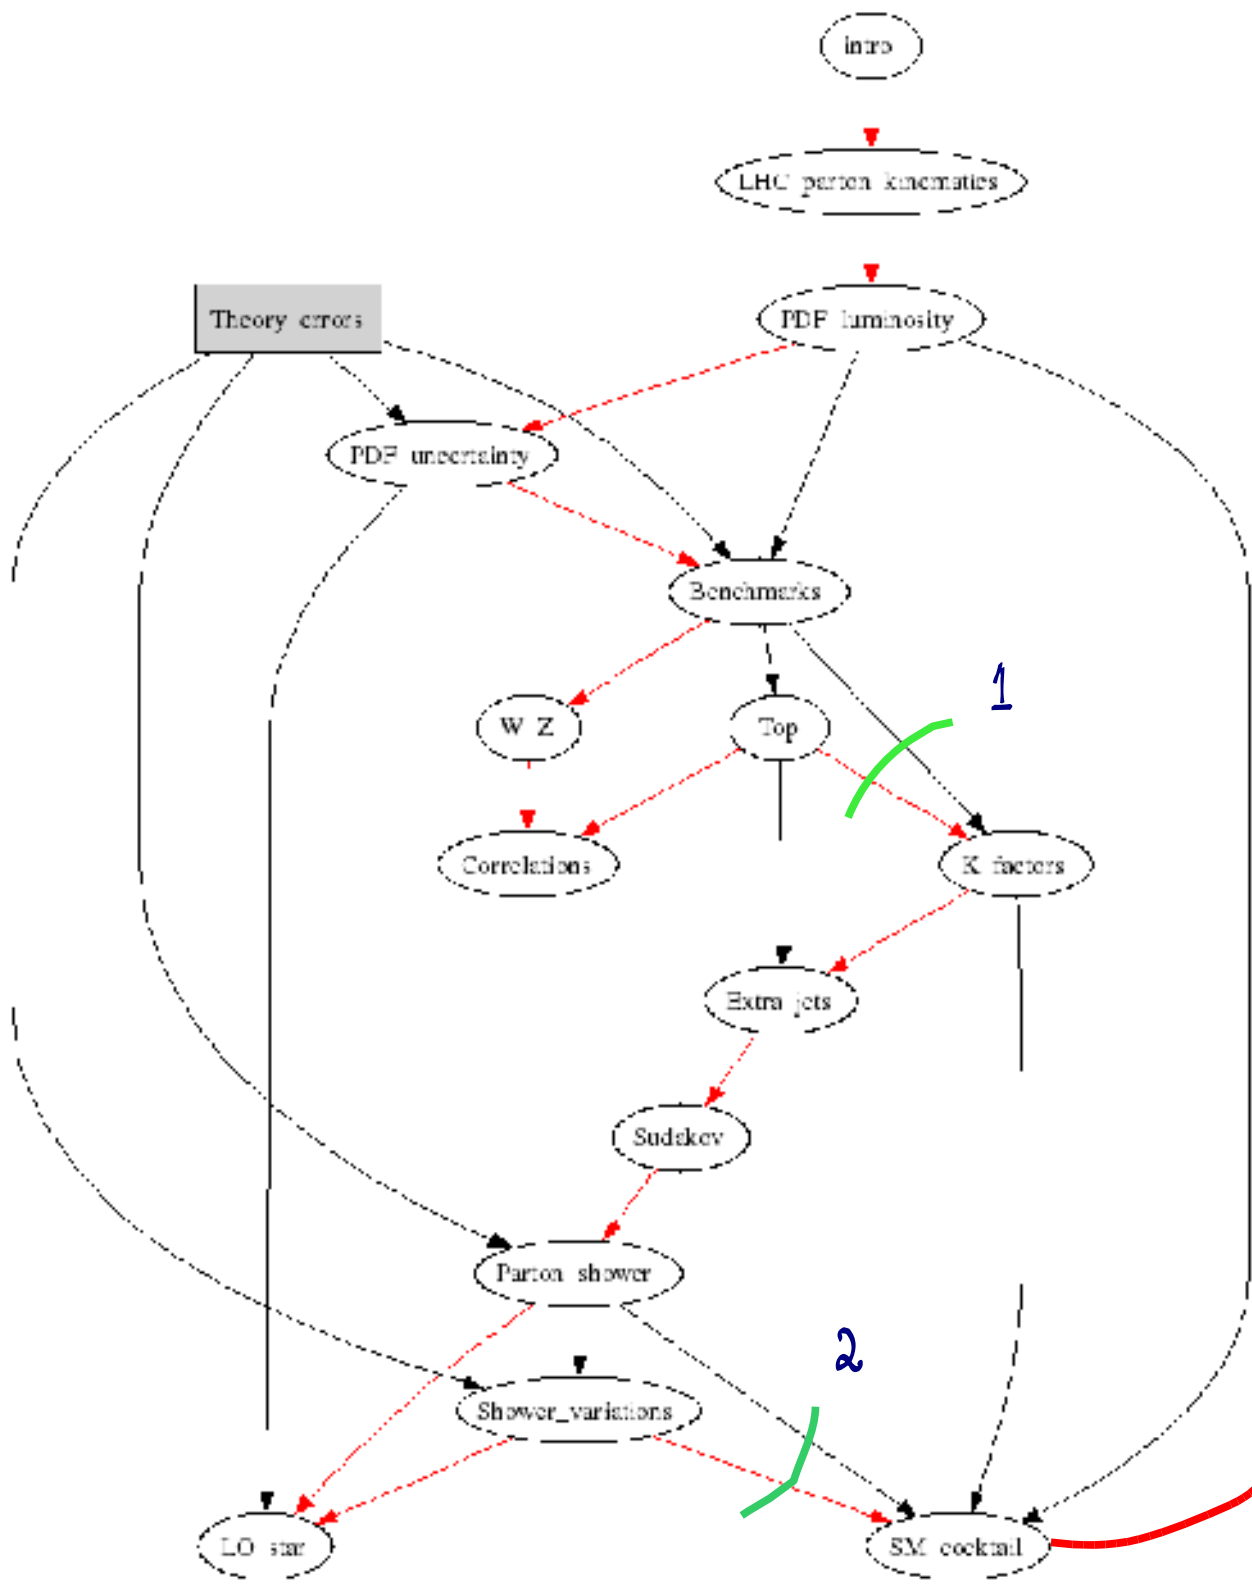 intro
LHC parton kinematics
Theory errors
PDF luminosity
PDF uncertainty
Benchmarks
1
W Z
Top
Correlations
K factors
Extra jets
Sudakov
Parton shower
2
Shower_variations
LO star
SM cocktail